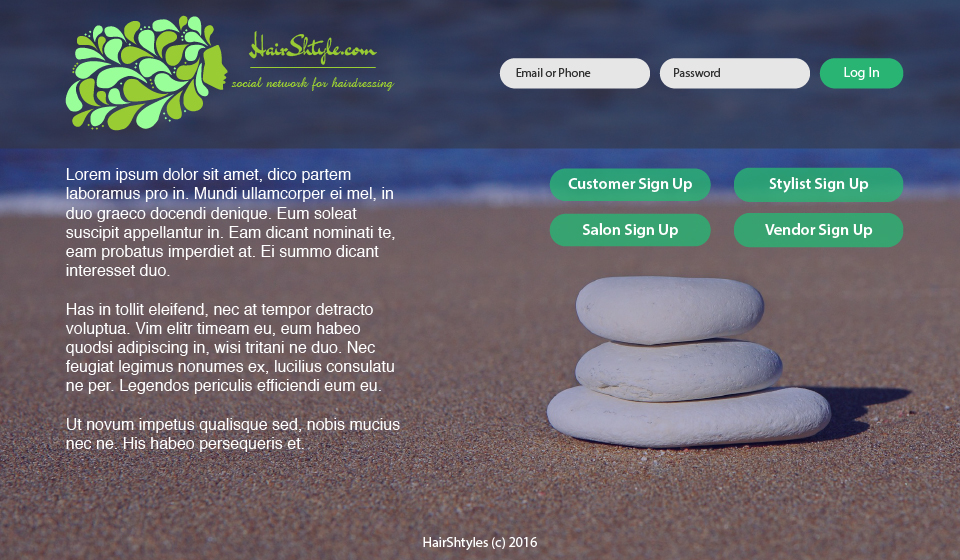 HairShtyle.com
social network for hairdressing
Email or Phone
Password
Log In
Customer Sign Up
Stylist Sign Up
Salon Sign Up
Vendor Sign Up
Lorem ipsum dolor sit amet, dico partem
laboramus pro in. Mundi ullamcorper ei mel, in
duo graeco docendi denique. Eum soleat
suscipit appellantur in. Eam dicant nominati te,
eam probatus imperdiet at. Ei summo dicant
interesset duo.
Has in tollit eleifend, nec at tempor detracto
voluptua. Vim elitr timeam eu, eum habeo
quodsi adipiscing in, wisi tritani ne duo. Nec
feugiat legimus nonumes ex, lucilius consulatu
ne per. Legendos periculis efficiendi eum eu.
Ut novum impetus qualisque sed, nobis mucius
nec ne. His habeo persequeris et.
HairShtyles (c) 2016